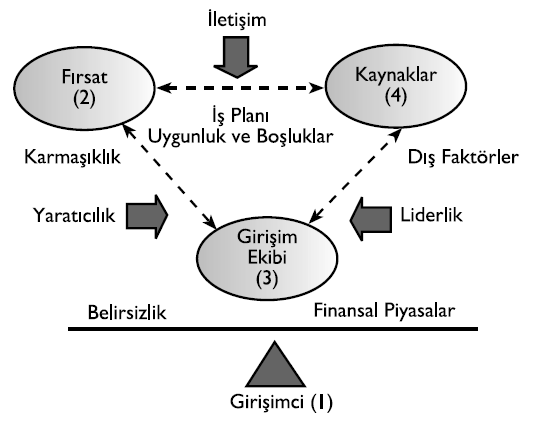 İletişim
Fırsat
(2)
Kaynaklar
(4)
İş Planı
Uygunluk ve Boşluklar
Karmaşıklık
Dış Faktörler
Yaratıcılık
Liderlik
Girişim
Ekibi
(3)
Belirsizlik
Finansal Piyasalar
Girişimci (1)